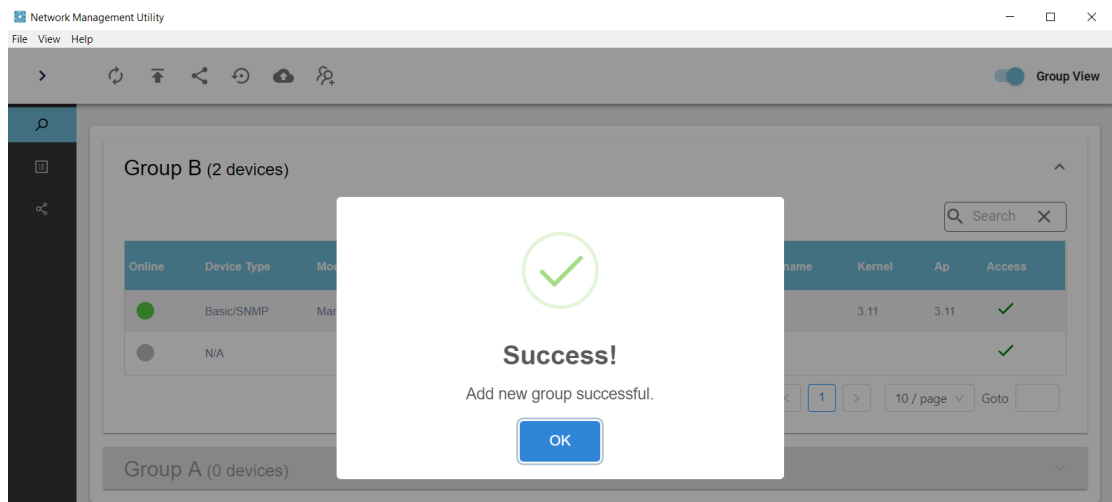 Network Management Utility
File View Help
Group View
Group B (2 devices)
Search
Online Device Type Kernel Ap Access
Basic/SNMP 3.11 3.11
N/A
Success!
Add new group successful.
1 10 / page Goto
OK
Group A (0 devices)